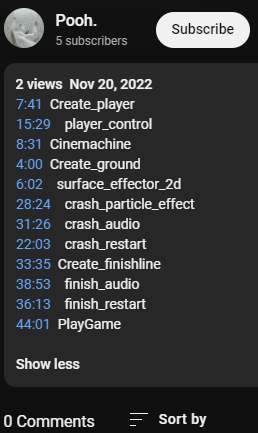 Pooh.
5 subscribers
Subscribe
2 views  Nov 20, 2022
7:41 Create_player
15:29 player_control
8:31 Cinemachine
4:00 Create_ground
6:02 surface_effector_2d
28:24 crash_particle_effect
31:26 crash_audio
22:03 crash_restart
33:35 Create_finishline
38:53 finish_audio
36:13 finish_restart
44:01 PlayGame
Show less
0 Comments
Sort by